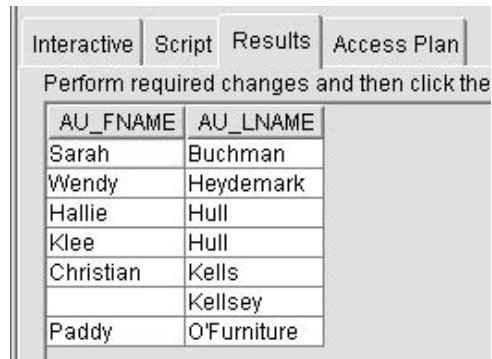 Interactive Script Results Access Plan
Perform required changes and then click the
AU_FNAME AU_LNAME
Sarah Buchman
Wendy Heydemark
Hallie Hull
Klee Hull
Christian Kells
Kellsey
Paddy O'Furniture